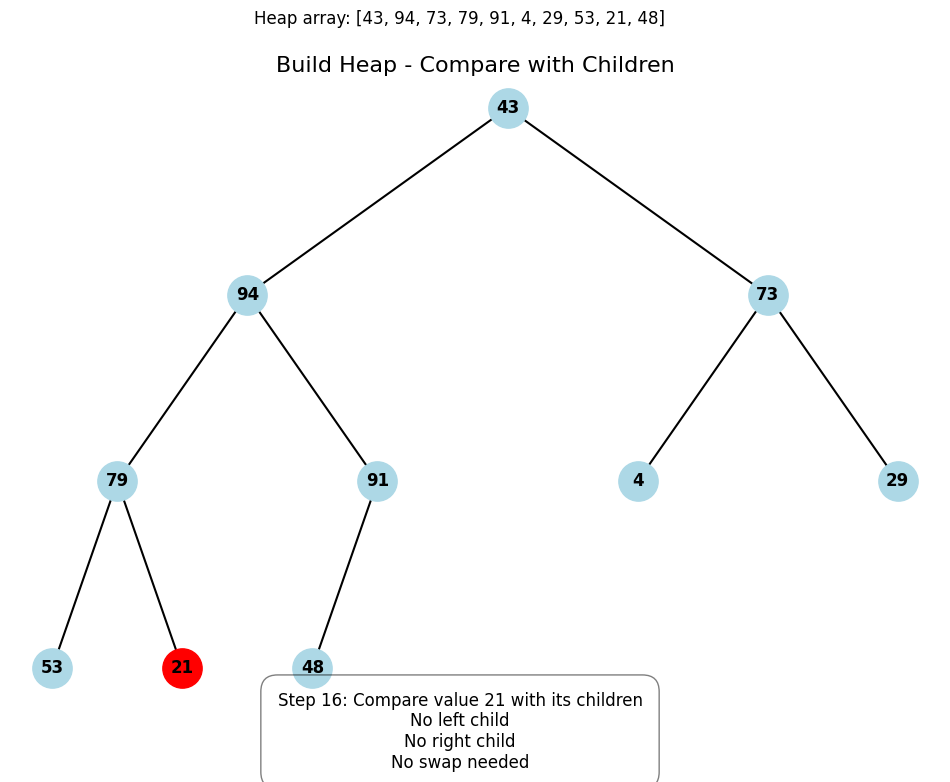 Heap array: [43, 94, 73, 79, 91, 4, 29, 53, 21, 48]
Build Heap - Compare with Children
43
94
73
79
91
4
29
53
21
48
Step 16: Compare value 21 with its children
No left child
No right child
No swap needed